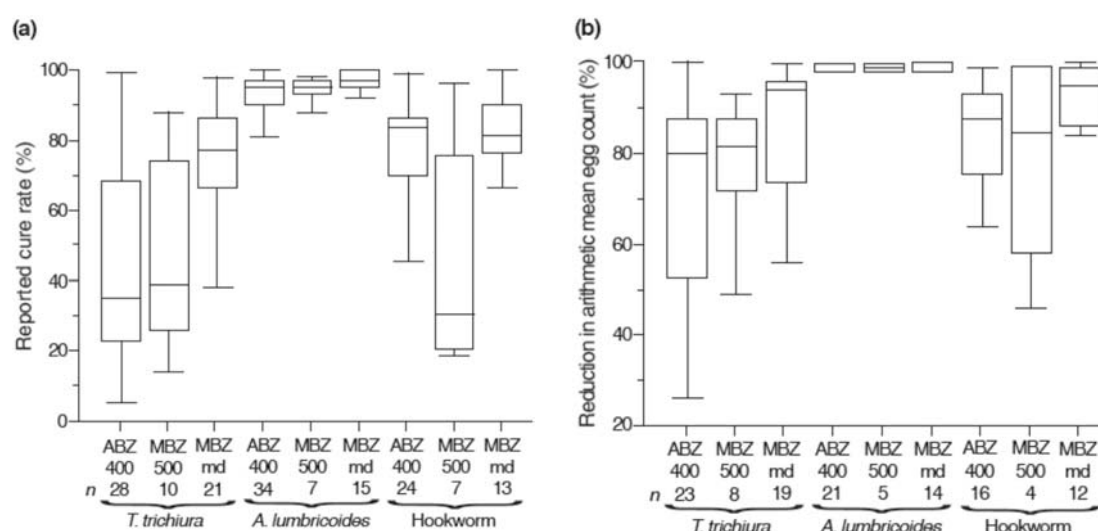 (a)
Reported cure rate (%)
100
80
60
40
20
0
ABZ MBZ MBZ ABZ MBZ MBZ ABZ MBZ MBZ
400 500 md 400 500 md 400 500 md
n 28 10 21 34 7 15 24 7 13
T. trichiura A. lumbricoides Hookworm
(b)
Reduction in arithmetic mean egg count (%)
100
80
60
80
20
ABZ MBZ MBZ ABZ MBZ MBZ ABZ MBZ MBZ
400 500 md 400 500 md 400 500 md
n 23 8 19 21 5 14 16 4 12
T. trichiura A. lumbricoides Hookworm